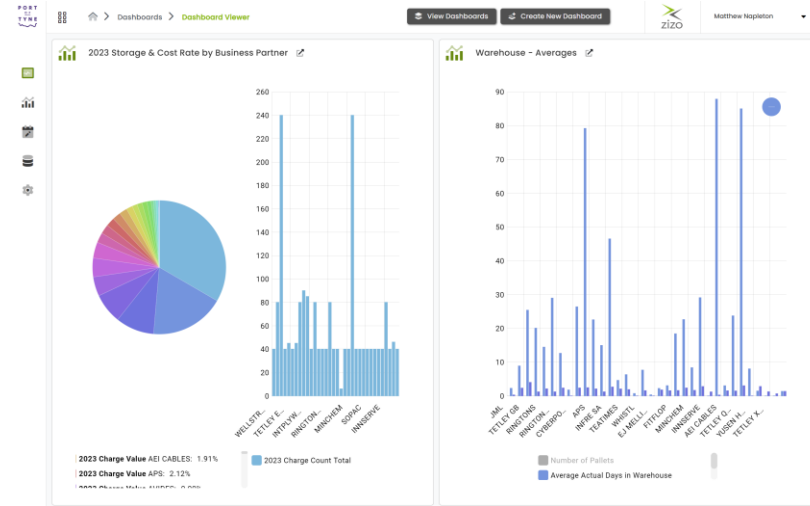 PORT
OF
TYNE
Dashboards
Dashboard Viewer
View Dashboards
Create New Dashboard
zizo
Matthew Napleton
2023 Storage & Cost Rate by Business Partner
260
240
220
200
180
160
140
120
100
80
60
40
20
0
WELLSTR...
TETLEY E...
INTPLYW...
RINGTON...
MINCHEM
SOPAC
INNSERVE
2023 Charge Value AEI CABLES: 1.91%
2023 Charge Value APS: 2.12%
2023 Charge Value
2023 Charge Count Total
Warehouse - Averages
90
80
70
60
50
40
30
20
10
0
JML
TETLEY GB
RINGTONS
RINGTON...
CYBERPO...
APS
INFRE SA
TEATIMES
WHISTL
EJ MELLI...
FITFLOP
MINCHEM
INNSERVE
AEI CABLES
TETLEY Q...
YUSEN H...
TETLEY X...
Number of Pallets
Average Actual Days in Warehouse